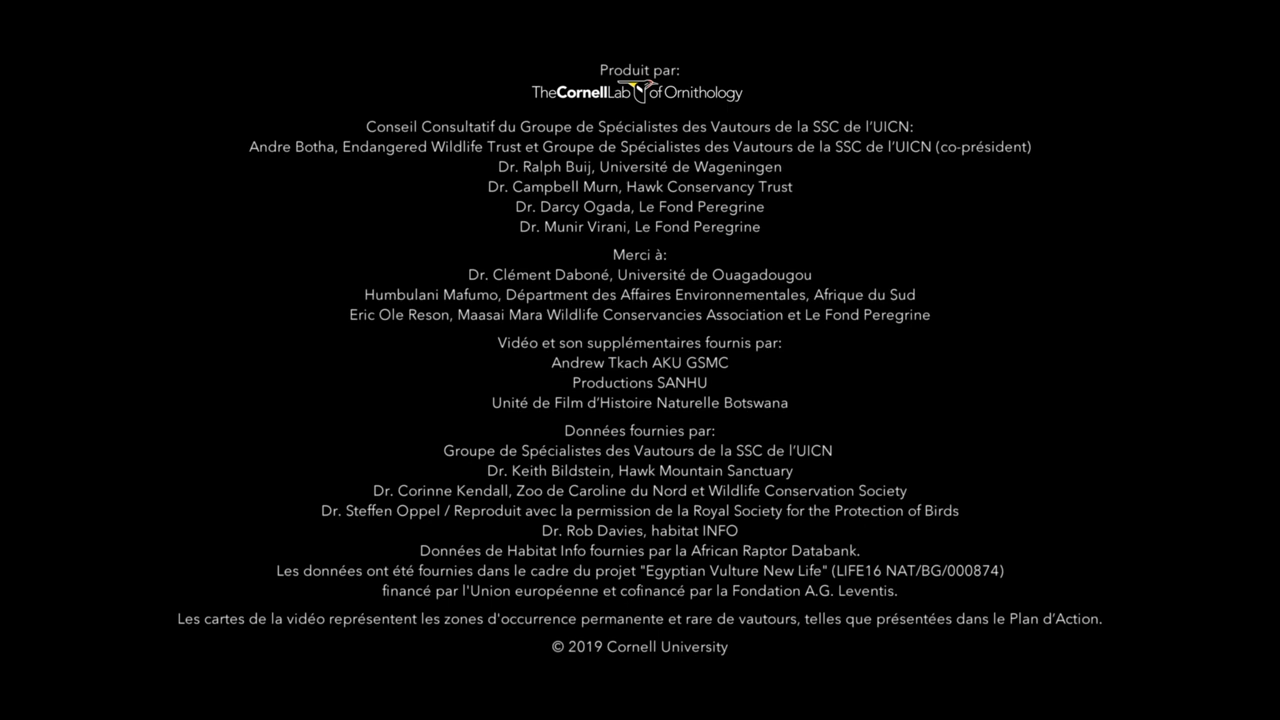 Produit par:
TheCornellLab of Ornithology
Conseil Consultatif du Groupe de Spécialistes des Vautours de la SSC de l’UICN:
Andre Botha, Endangered Wildlife Trust et Groupe de Spécialistes des Vautours de la SSC de l’UICN (co-président)
Dr. Ralph Buij, Université de Wageningen
Dr. Campbell Murn, Hawk Conservancy Trust
Dr. Darcy Ogada, Le Fond Peregrine
Dr. Munir Virani, Le Fond Peregrine
Merci à:
Dr. Clément Daboné, Université de Ouagadougou
Humbulani Mafumo, Départment des Affaires Environnementales, Afrique du Sud
Eric Ole Reson, Maasai Mara Wildlife Conservancies Association et Le Fond Peregrine
Vidéo et son supplémentaires fournis par:
Andrew Tkach AKU GSMC
Productions SANHU
Unité de Film d’Histoire Naturelle Botswana
Données fournies par:
Groupe de Spécialistes des Vautours de la SSC de l’UICN
Dr. Keith Bildstein, Hawk Mountain Sanctuary
Dr. Corinne Kendall, Zoo de Caroline du Nord et Wildlife Conservation Society
Dr. Steffen Oppel / Reproduit avec la permission de la Royal Society for the Protection of Birds
Dr. Rob Davies, habitat INFO
Données de Habitat Info fournies par la African Raptor Databank.
Les données ont été fournies dans le cadre du projet "Egyptian Vulture New Life" (LIFE16 NAT/BG/000874)
financé par l'Union européenne et cofinancé par la Fondation A.G. Leventis.
Les cartes de la vidéo représentent les zones d'occurrence permanente et rare de vautours, telles que présentées dans le Plan d’Action.
© 2019 Cornell University